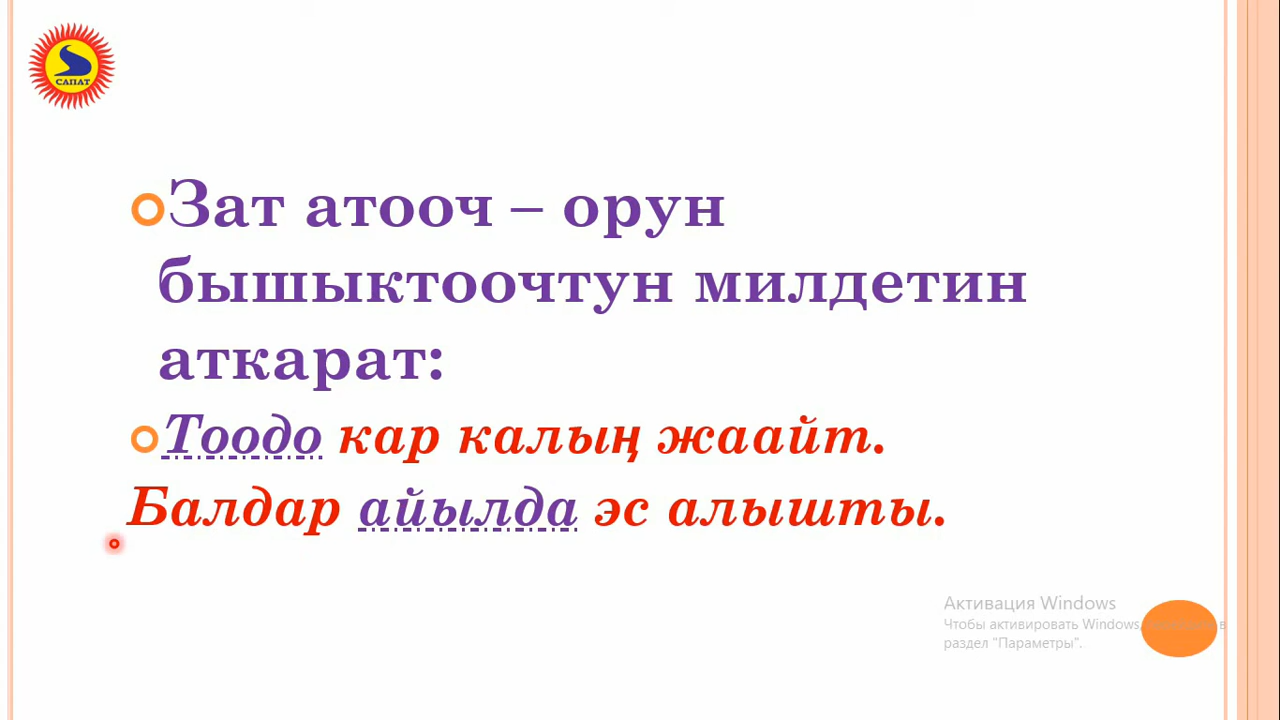 САПАТ
Зат атооч – орун
бышыктоочтун милдетин
аткарат:
Тоодо кар калың жаайт.
Балдар айылда эс алышты.
Активация Windows
Чтобы активировать Windows, в
раздел "Параметры".